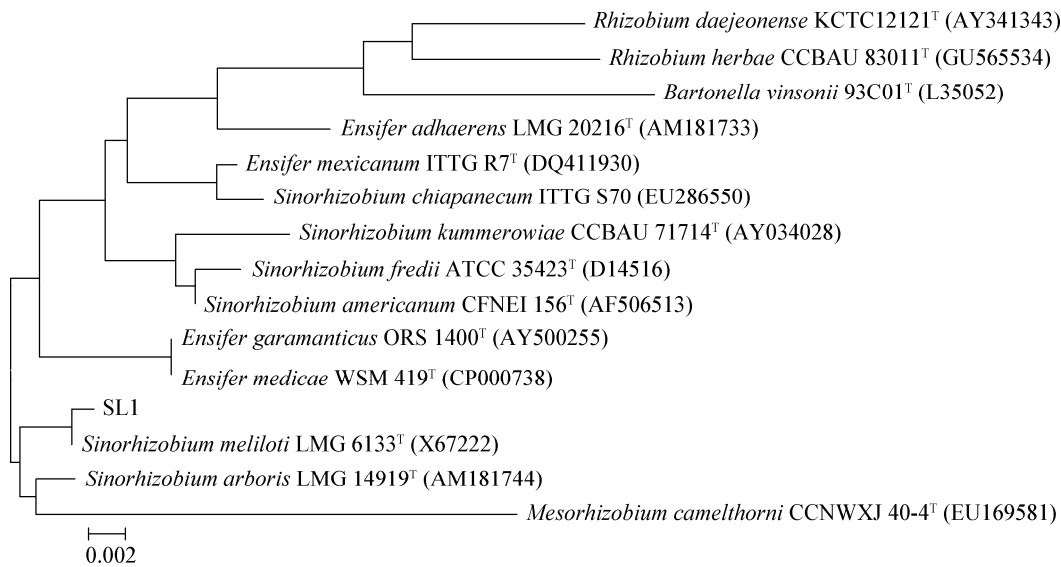 Rhizobium daejeonense KCTC12121ᵀ (AY341343)
Rhizobium herbae CCBAU 83011ᵀ (GU565534)
Bartonella vinsonii 93C01ᵀ (L35052)
Ensifer adhaerens LMG 20216ᵀ (AM181733)
Ensifer mexicanum ITTG R7ᵀ (DQ411930)
Sinorhizobium chiapanecum ITTG S70 (EU286550)
Sinorhizobium kummerowiae CCBAU 71714ᵀ (AY034028)
Sinorhizobium fredii ATCC 35423ᵀ (D14516)
Sinorhizobium americanum CFNEI 156ᵀ (AF506513)
Ensifer garamanticus ORS 1400ᵀ (AY500255)
Ensifer medicae WSM 419ᵀ (CP000738)
SL1
Sinorhizobium meliloti LMG 6133ᵀ (X67222)
Sinorhizobium arboris LMG 14919ᵀ (AM181744)
Mesorhizobium camelthorni CCNWXJ 40-4ᵀ (EU169581)
0.002